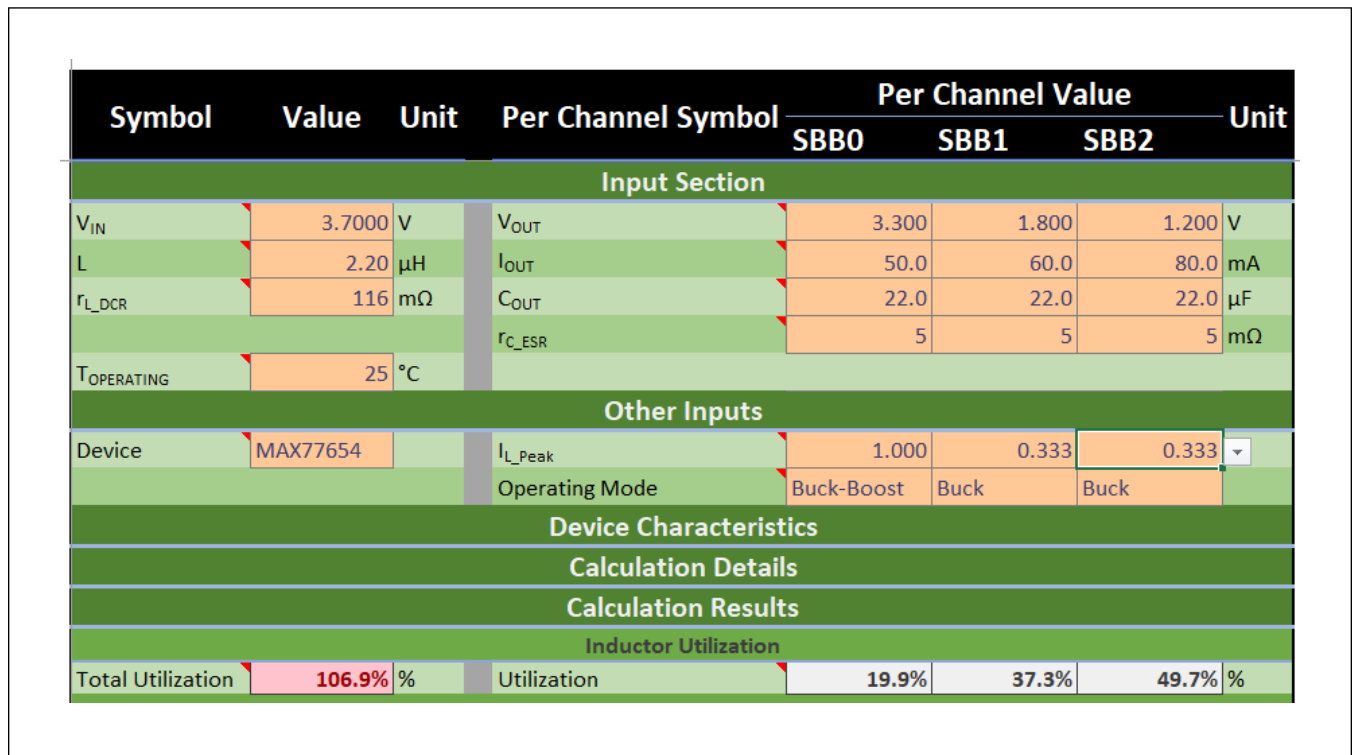 Symbol Value Unit Per Channel Symbol Per Channel Value Unit
SBB0 SBB1 SBB2
Input Section
VIN 3.7000 V VOUT 3.300 1.800 1.200 V
L 2.20 µH IOUT 50.0 60.0 80.0 mA
rL_DCR 116 mΩ COUT 22.0 22.0 22.0 µF
rC_ESR 5 5 5 mΩ
TOPERATING 25 °C
Other Inputs
Device MAX77654 IL_Peak 1.000 0.333 0.333
Operating Mode Buck-Boost Buck Buck
Device Characteristics
Calculation Details
Calculation Results
Inductor Utilization
Total Utilization 106.9% % Utilization 19.9% 37.3% 49.7% %